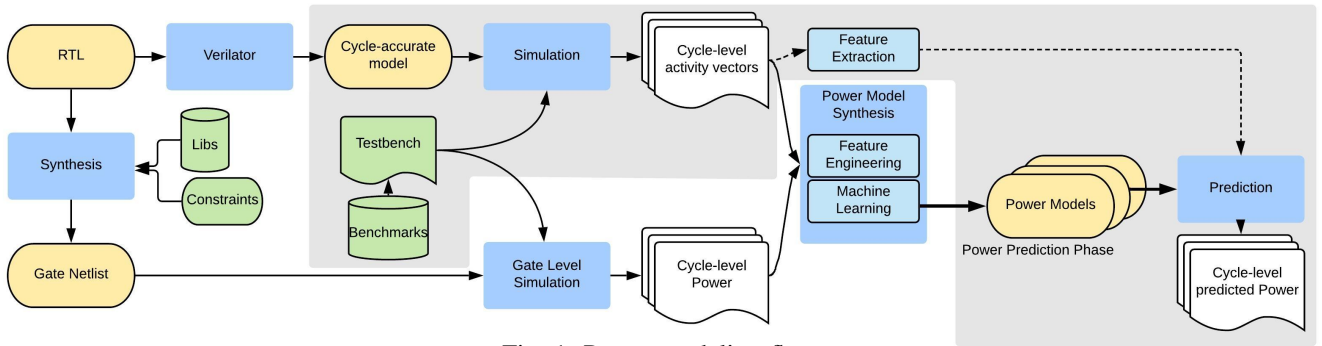 RTL
Verilator
Cycle-accurate
model
Simulation
Cycle-level
activity vectors
Feature
Extraction
Power Model
Synthesis
Feature
Engineering
Machine
Learning
Synthesis
Libs
Constraints
Testbench
Benchmarks
Gate Netlist
Gate Level
Simulation
Cycle-level
Power
Power Models
Power Prediction Phase
Prediction
Cycle-level
predicted Power